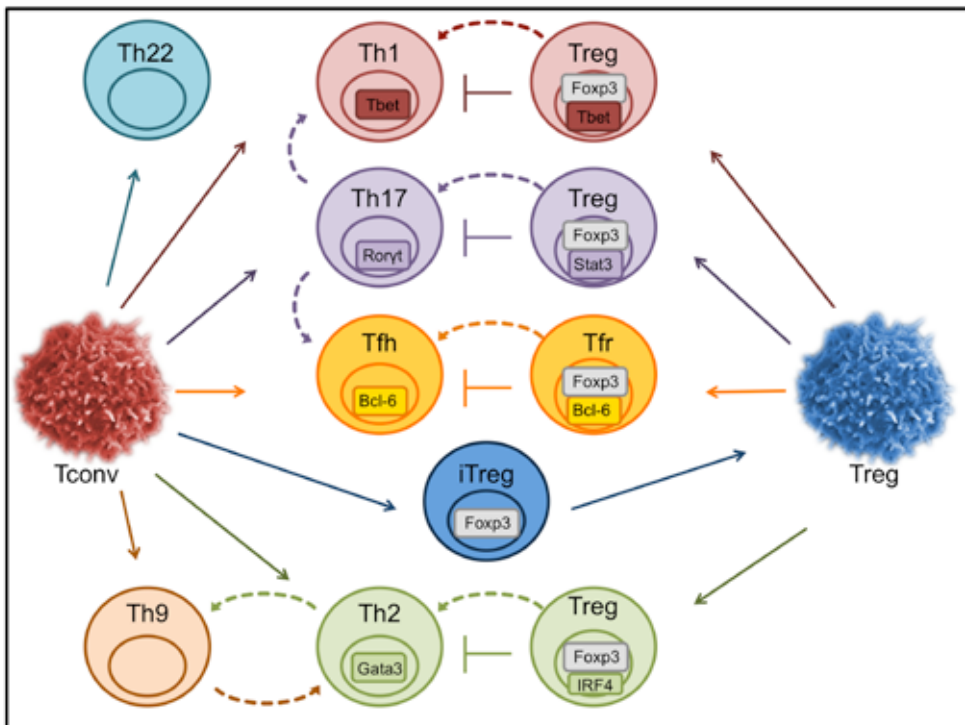 Th22
Th1
Tbet
Treg
Foxp3
Tbet
Th17
Rorγt
Treg
Foxp3
Stat3
Tfh
Bcl-6
Tfr
Foxp3
Bcl-6
Tconv
Treg
iTreg
Foxp3
Th9
Th2
Gata3
Treg
Foxp3
IRF4